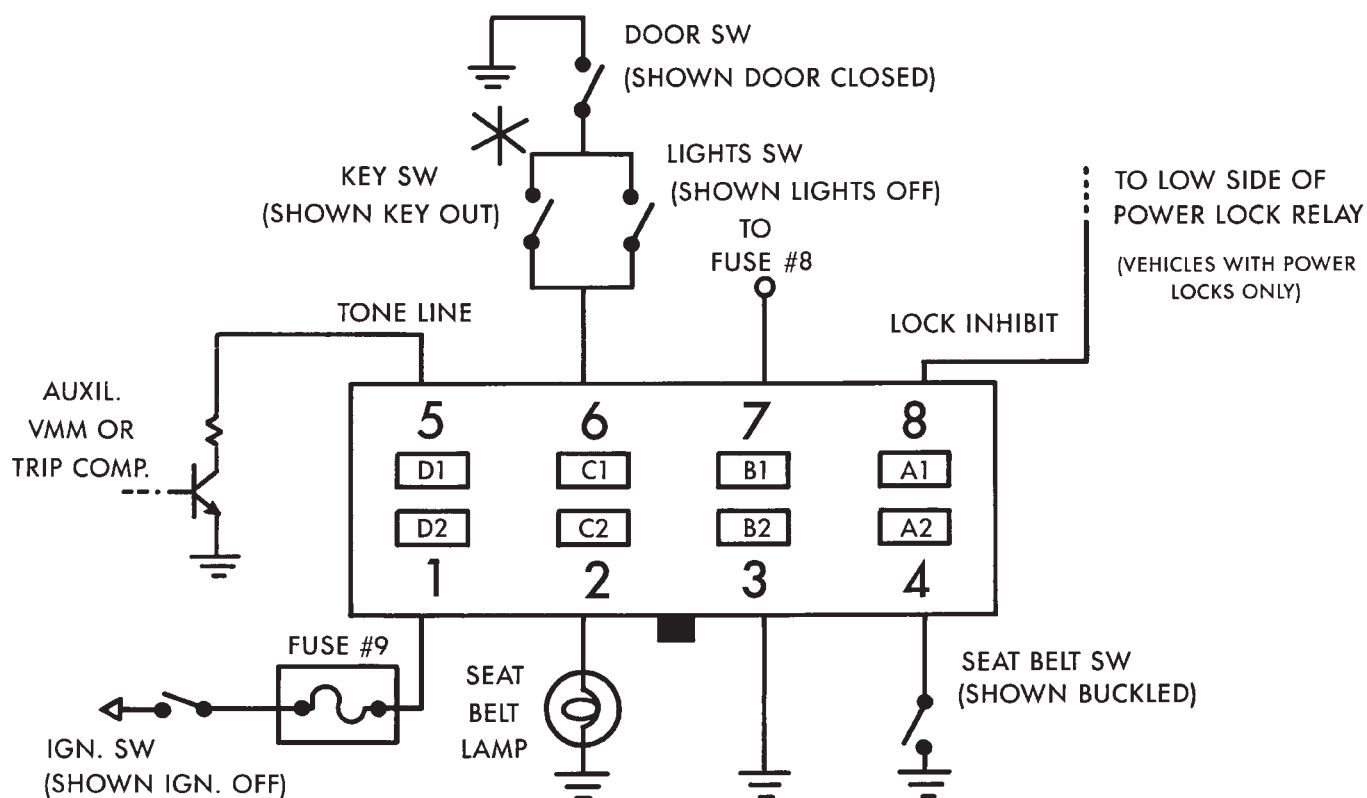 DOOR SW
(SHOWN DOOR CLOSED)
LIGHTS SW
(SHOWN LIGHTS OFF)
KEY SW
(SHOWN KEY OUT)
TO
FUSE #8
TO LOW SIDE OF
POWER LOCK RELAY
(VEHICLES WITH POWER
LOCKS ONLY)
TONE LINE
LOCK INHIBIT
AUXIL.
VMM OR
TRIP COMP.
5 6 7 8
D1 C1 B1 A1
D2 C2 B2 A2
1 2 3 4
FUSE #9
SEAT
BELT
LAMP
SEAT BELT SW
(SHOWN BUCKLED)
IGN. SW
(SHOWN IGN. OFF)